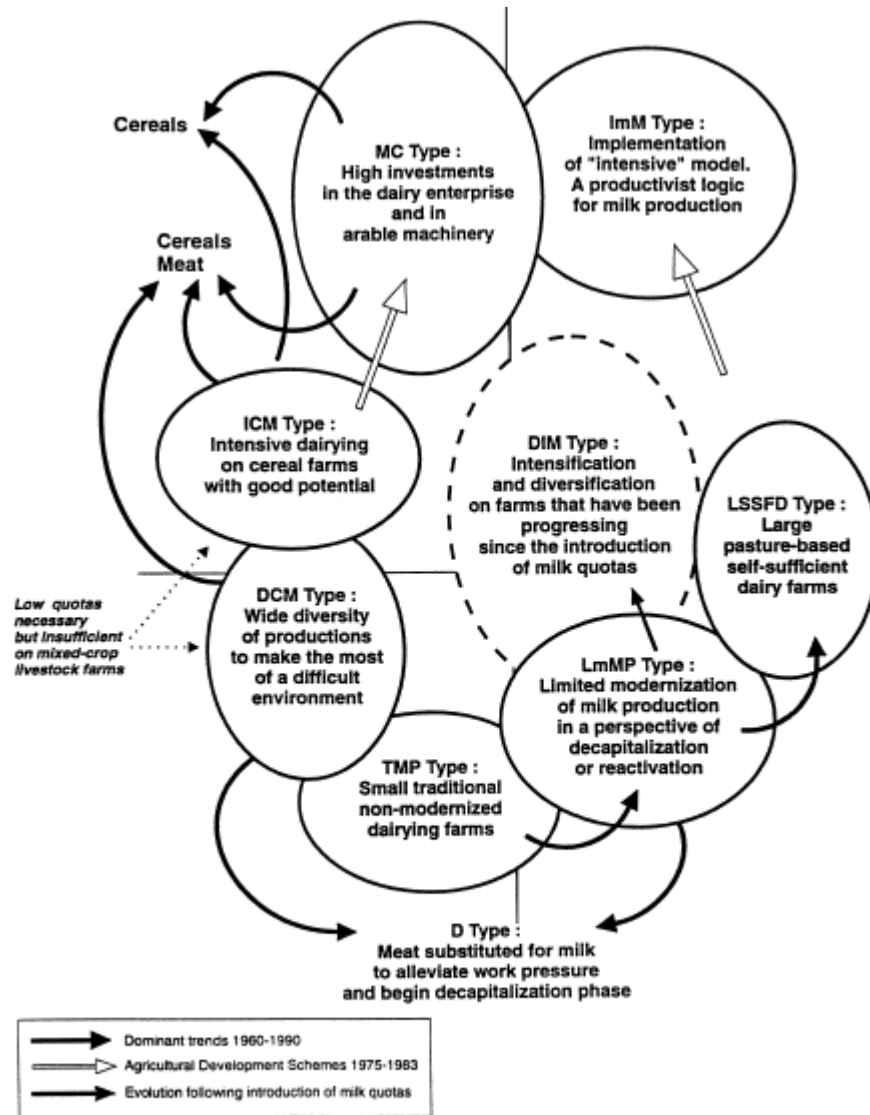 Cereals
MC Type :
High investments
in the dairy enterprise
and in
arable machinery
ImM Type :
Implementation
of "intensive" model.
A productivist logic
for milk production
Cereals
Meat
ICM Type :
Intensive dairying
on cereal farms
with good potential
DIM Type :
Intensification
and diversification
on farms that have been
progressing
since the introduction
of milk quotas
LSSFD Type :
Large
pasture-based
self-sufficient
dairy farms
Low quotas
necessary
but insufficient
on mixed-crop
livestock farms
DCM Type :
Wide diversity
of productions
to make the most
of a difficult
environment
LmMP Type :
Limited modernization
of milk production
in a perspective of
decapitalization
or reactivation
TMP Type :
Small traditional
non-modernized
dairying farms
D Type :
Meat substituted for milk
to alleviate work pressure
and begin decapitalization phase
Dominant trends 1960-1990
Agricultural Development Schemes 1975-1983
Evolution following introduction of milk quotas